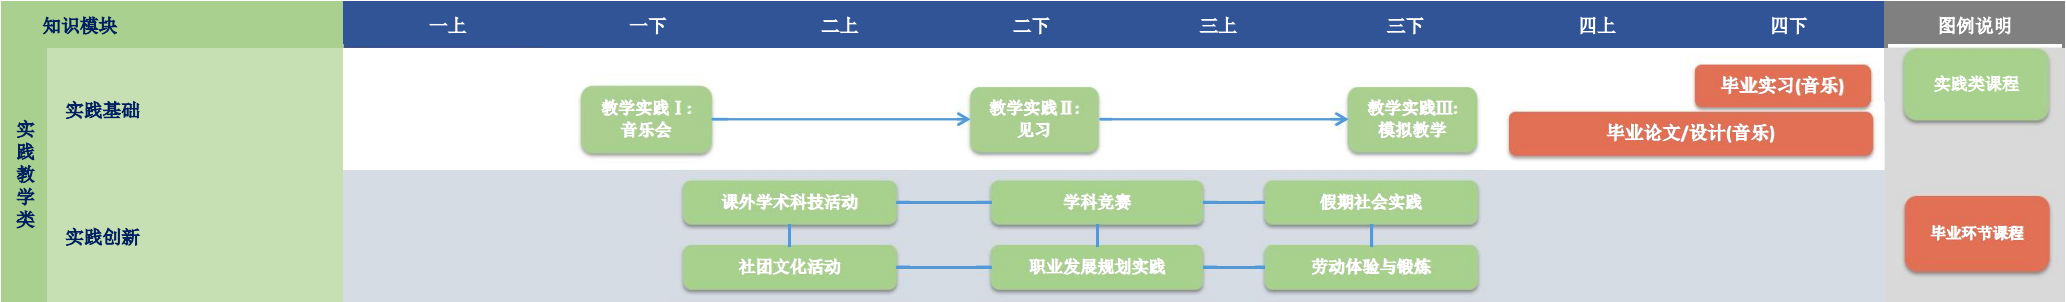 知识模块
一上
一下
二上
二下
三上
三下
四上
四下
图例说明
实践教学类
实践基础
教学实践Ⅰ:
音乐会
教学实践Ⅱ:
见习
教学实践Ⅲ:
模拟教学
毕业实习(音乐)
毕业论文/设计(音乐)
实践类课程
实践创新
课外学术科技活动
学科竞赛
假期社会实践
社团文化活动
职业发展规划实践
劳动体验与锻炼
毕业环节课程